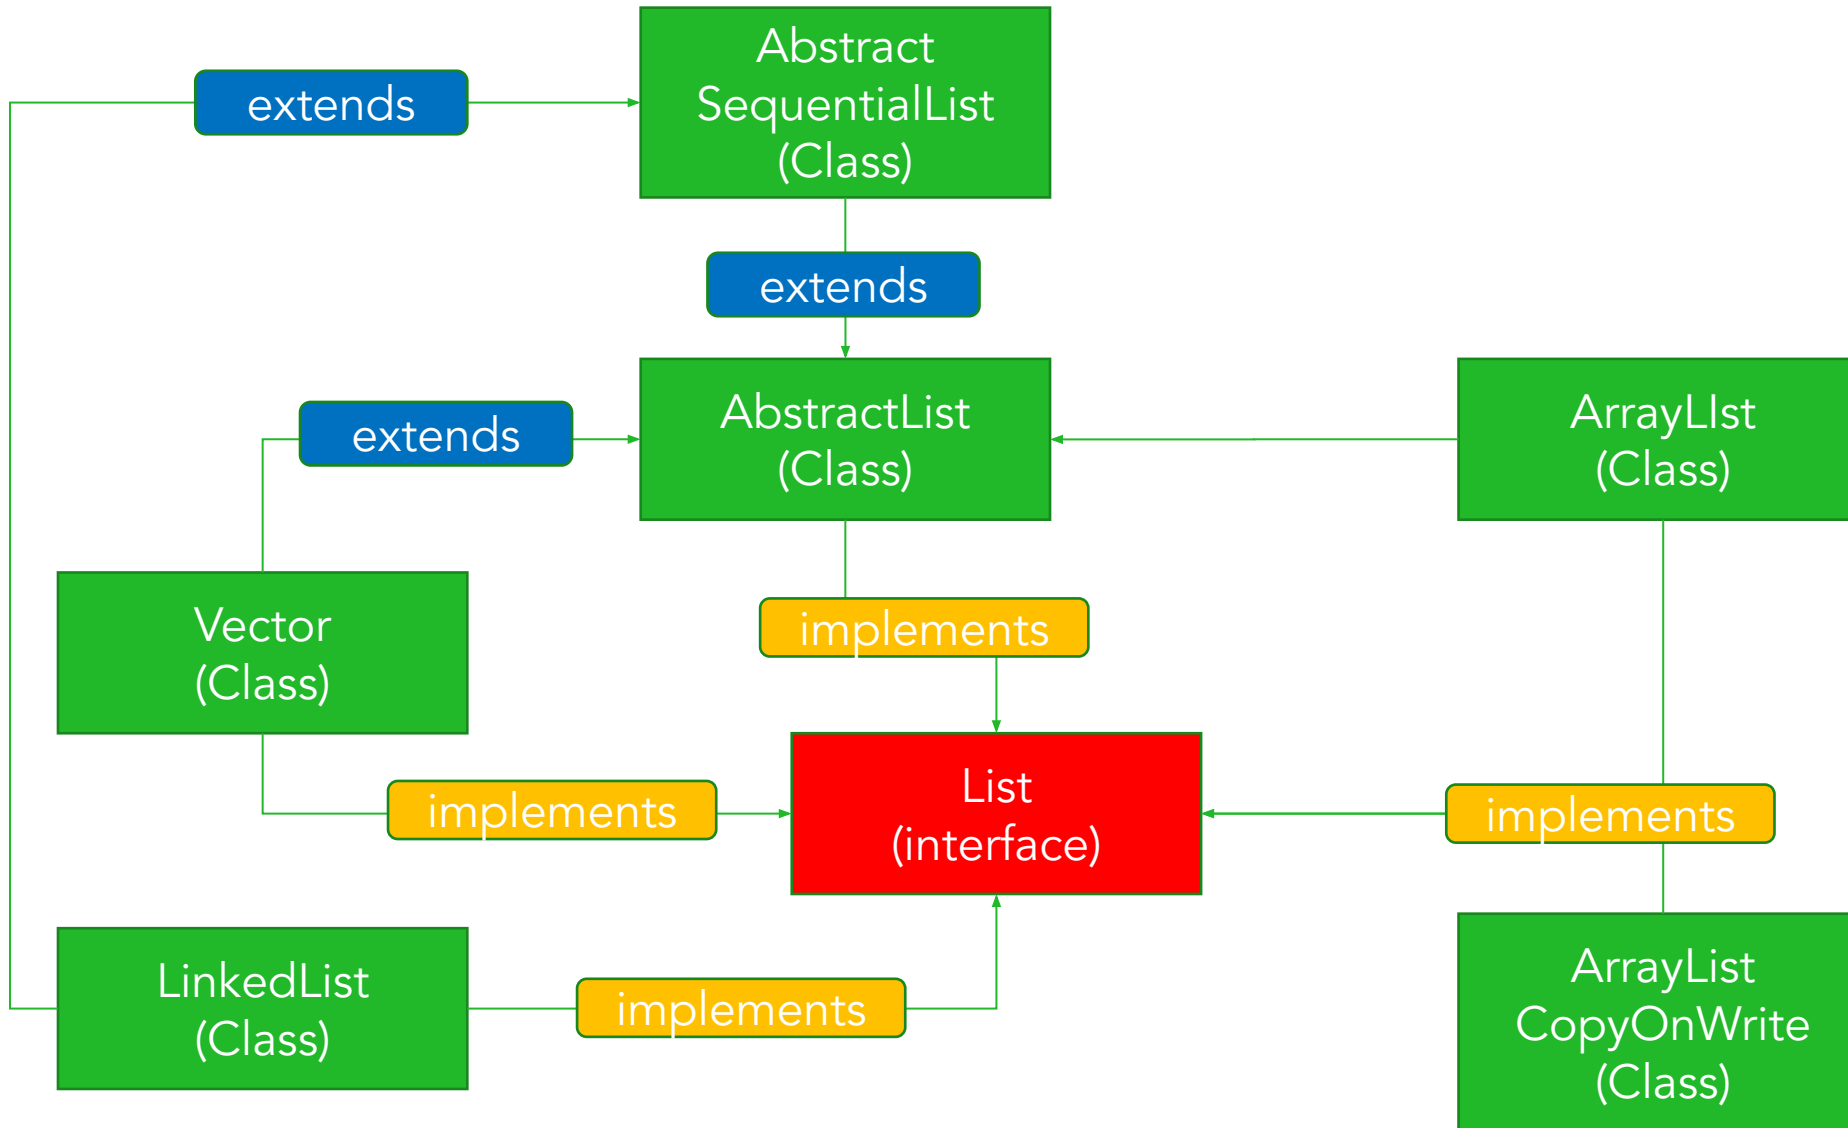 Abstract
SequentialList
(Class)
extends
extends
AbstractList
(Class)
extends
ArrayLIst
(Class)
Vector
(Class)
implements
implements
List
(interface)
implements
LinkedList
(Class)
implements
ArrayList
CopyOnWrite
(Class)